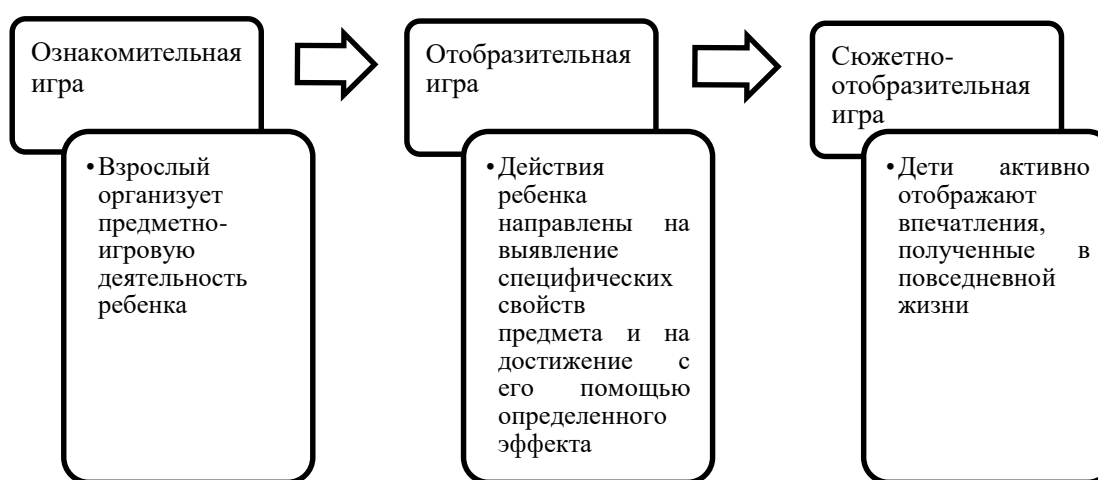 Ознакомительная
игра
• Взрослый
организует
предметно-
игровую
деятельность
ребенка
Отобразительная
игра
• Действия
ребенка
направлены на
выявление
специфических
свойств
предмета и на
достижение с
его помощью
определенного
эффекта
Сюжетно-
отобразительная
игра
• Дети активно
отображают
впечатления,
полученные в
повседневной
жизни